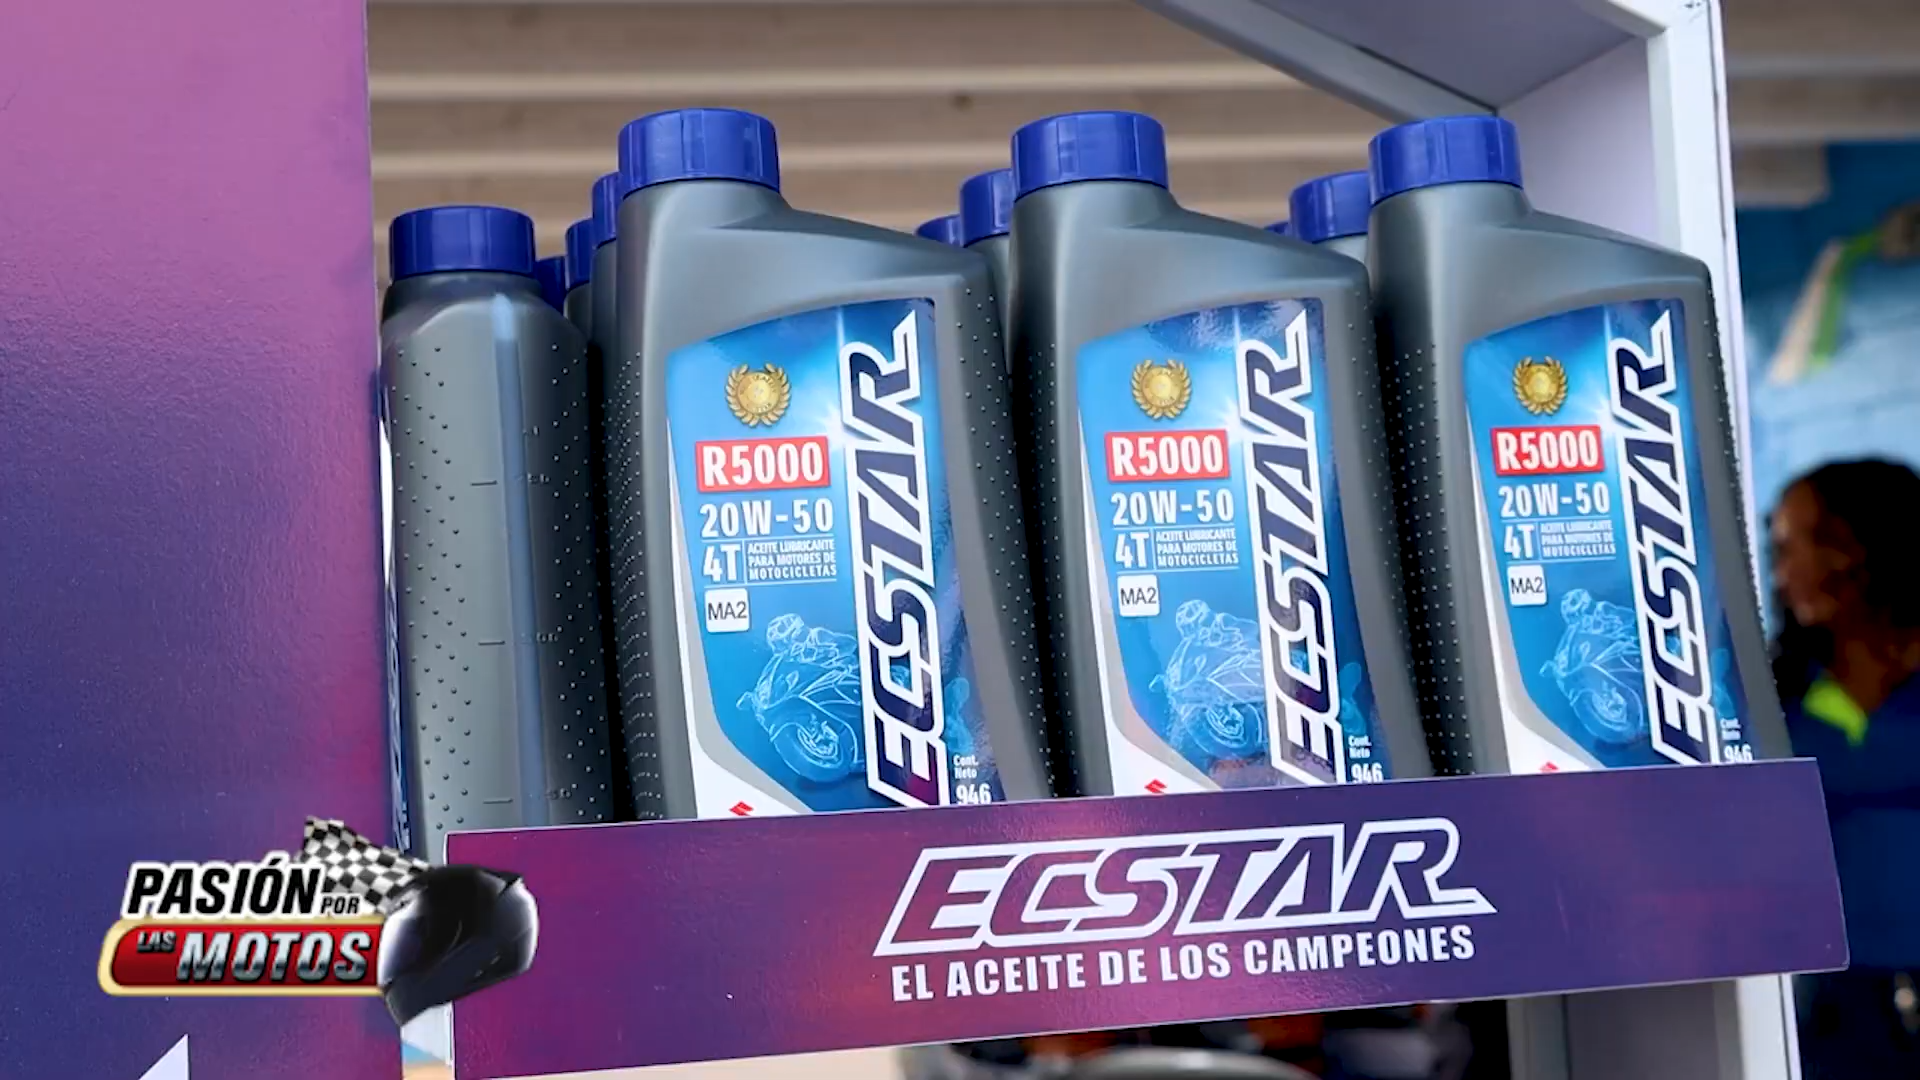 R5000
20W-50
4T
ACEITE LUBRICANTE
PARA MOTORES DE
MOTOCICLETAS
MA2
ECSTAR
Cont.
Neto
946
R5000
20W-50
4T
ACEITE LUBRICANTE
PARA MOTORES DE
MOTOCICLETAS
MA2
ECSTAR
Cont.
Neto
946
R5000
20W-50
4T
ACEITE LUBRICANTE
PARA MOTORES DE
MOTOCICLETAS
MA2
ECSTAR
Cont.
Neto
946
ECSTAR
EL ACEITE DE LOS CAMPEONES
PASIÓN POR
LAS MOTOS